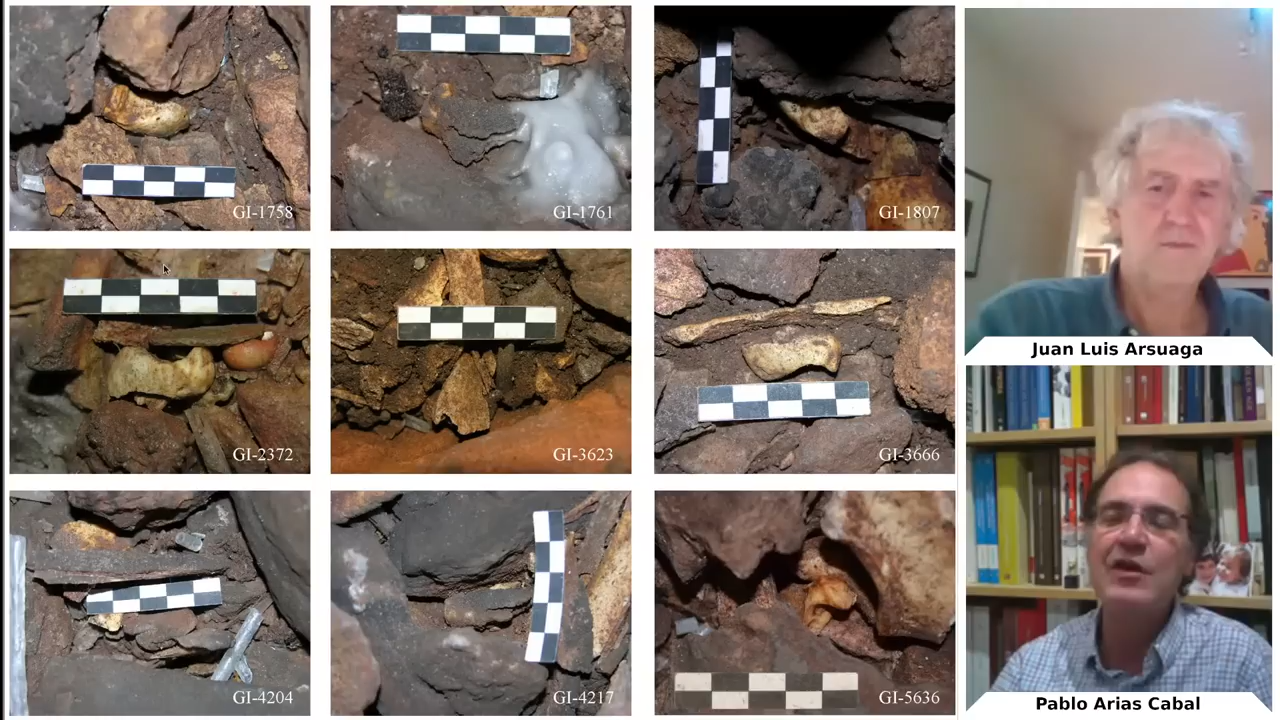 GI-1758
GI-1761
GI-1807
GI-2372
GI-3623
GI-3666
GI-4204
GI-4217
GI-5636
Juan Luis Arsuaga
Pablo Arias Cabal